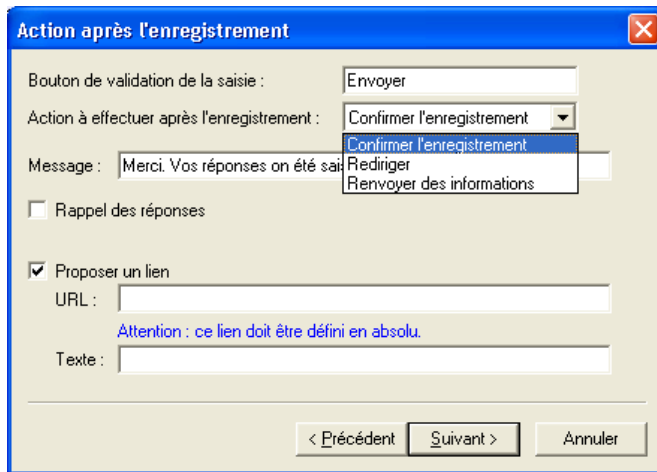 Action après l'enregistrement
Bouton de validation de la saisie : Envoyer
Action à effectuer après l'enregistrement : Confirmer l'enregistrement
Confirmer l'enregistrement
Rediriger
Renvoyer des informations
Message : Merci. Vos réponses on été
Rappel des réponses
Proposer un lien
URL :
Attention : ce lien doit être défini en absolu.
Texte :
< Précédent Suivant > Annuler